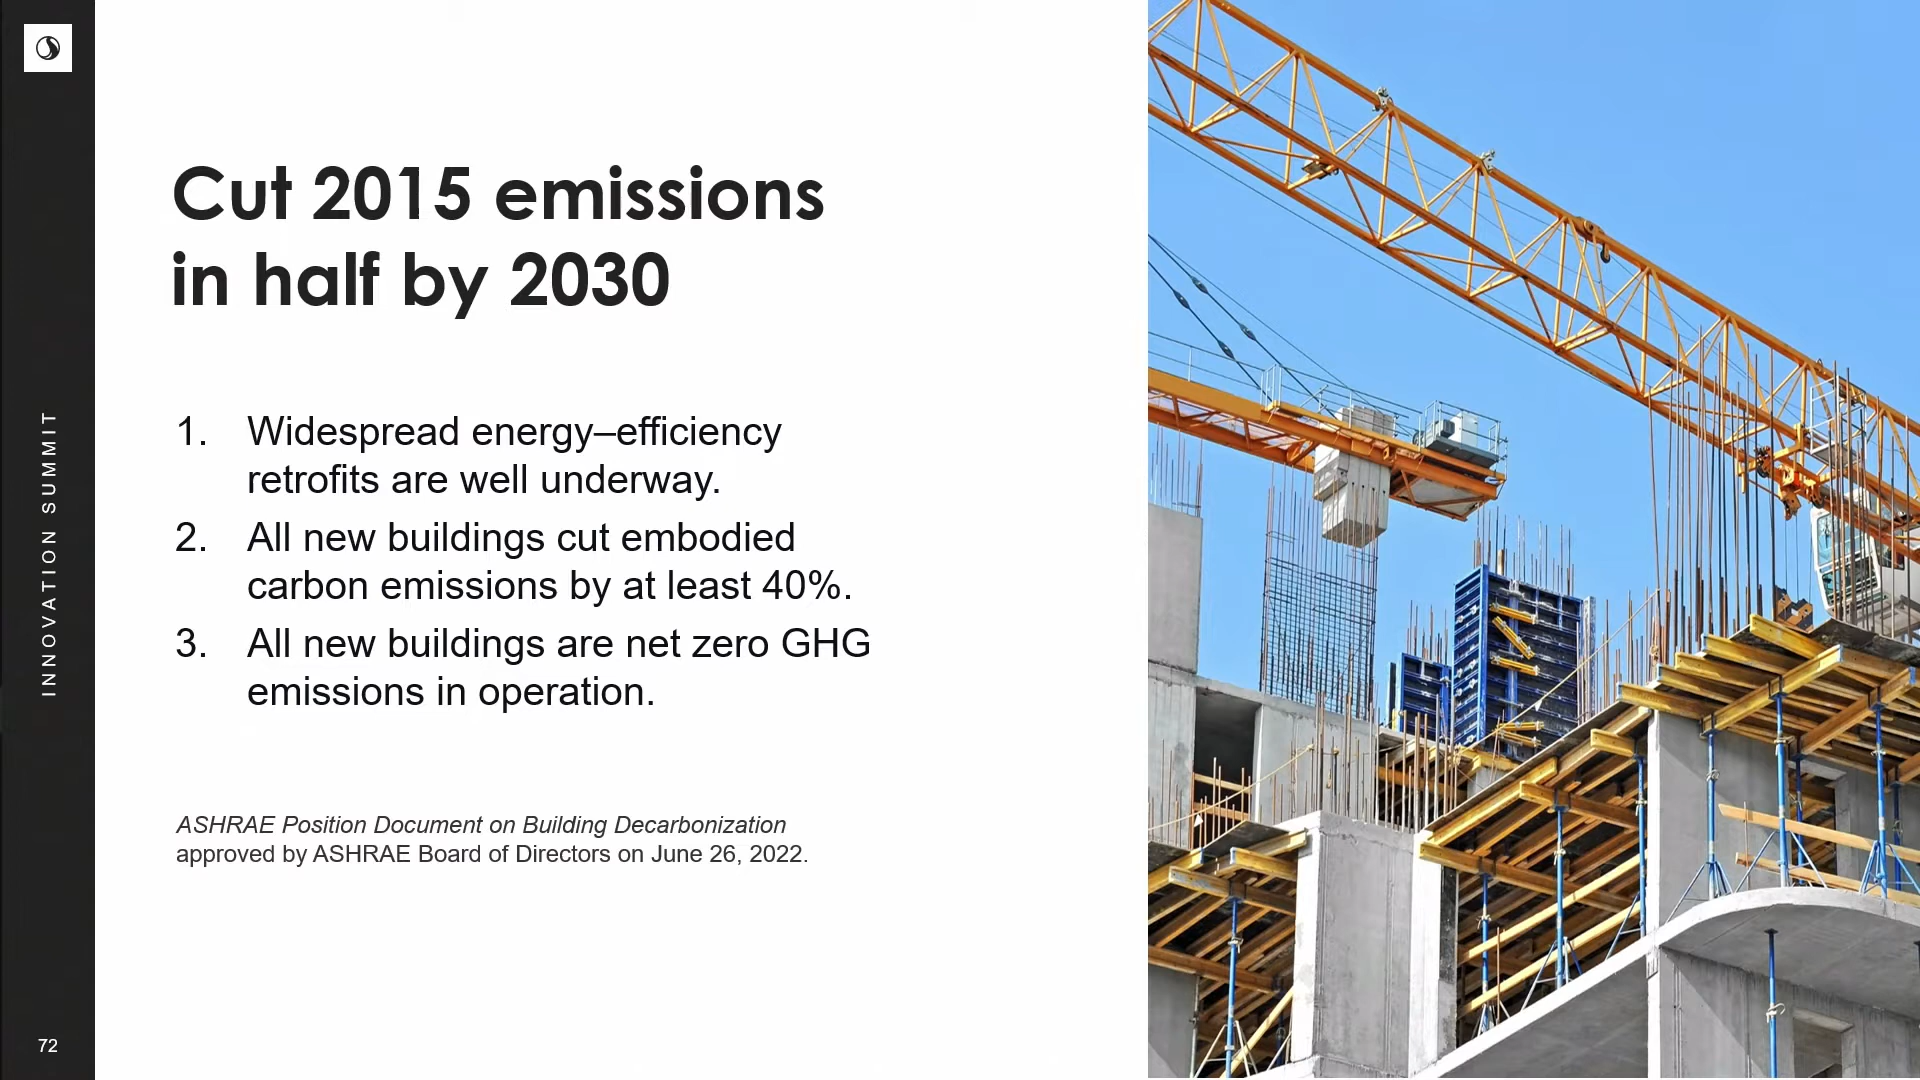 Cut 2015 emissions
in half by 2030
1. Widespread energy–efficiency
retrofits are well underway.
2. All new buildings cut embodied
carbon emissions by at least 40%.
3. All new buildings are net zero GHG
emissions in operation.
ASHRAE Position Document on Building Decarbonization
approved by ASHRAE Board of Directors on June 26, 2022.
INNOVATION SUMMIT
72